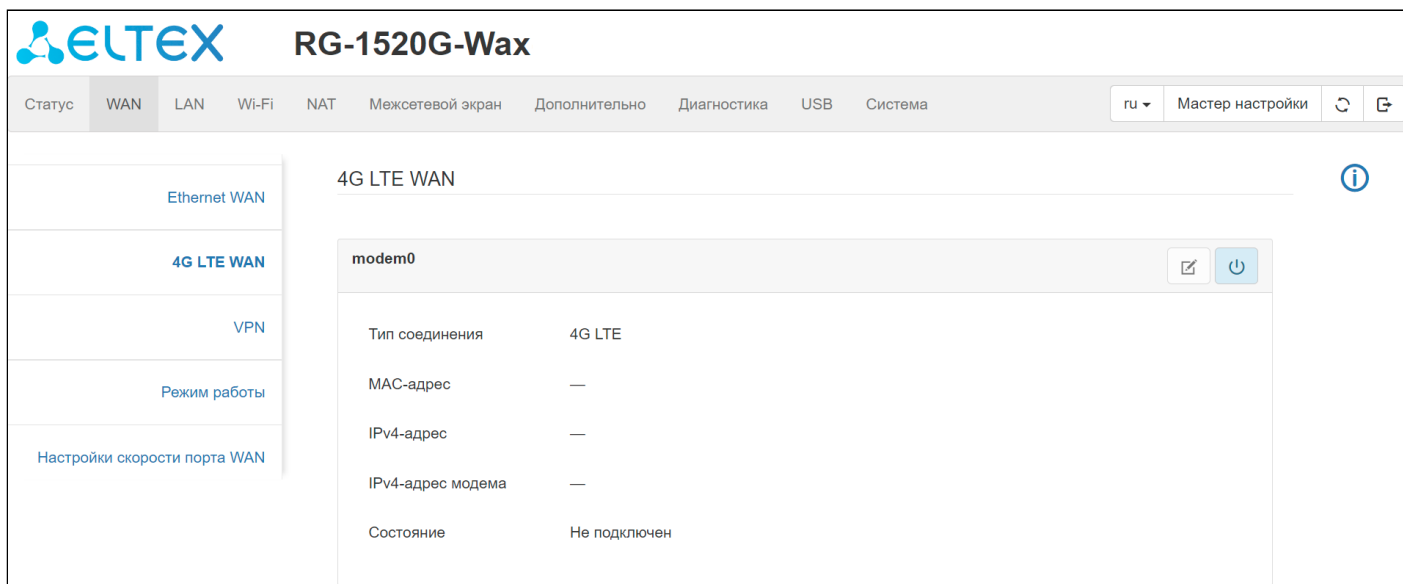 ELTEX RG-1520G-Wax
Статус WAN LAN Wi-Fi NAT Межсетевой экран Дополнительно Диагностика USB Система ru Мастер настройки
Ethernet WAN
4G LTE WAN
VPN
Режим работы
Настройки скорости порта WAN
4G LTE WAN
modem0
Тип соединения 4G LTE
MAC-адрес —
IPv4-адрес —
IPv4-адрес модема —
Состояние Не подключен